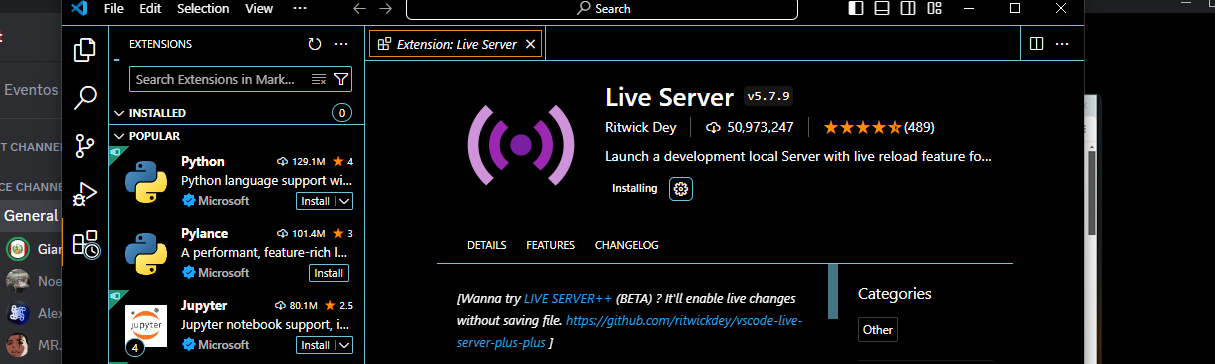 File Edit Selection View ... Search
EXTENSIONS
Extension: Live Server
Search Extensions in Mark...
INSTALLED 0
POPULAR
Python 129.1M 4
Python language support wi...
Microsoft Install
Pylance 101.4M 3
A performant, feature-rich l...
Microsoft Install
Jupyter 80.1M 2.5
Jupyter notebook support, i...
Microsoft Install
jupyter
4
Live Server v5.7.9
Ritwick Dey 50,973,247 (489)
Launch a development local Server with live reload feature fo...
Installing
DETAILS FEATURES CHANGELOG
[Wanna try LIVE SERVER++ (BETA) ? It'll enable live changes
without saving file. https://github.com/ritwickdey/vscode-live-
server-plus-plus ]
Categories
Other
Eventos
T CHANNEL
CE CHANNEL
General
Gian
Noe
Alex
MR.